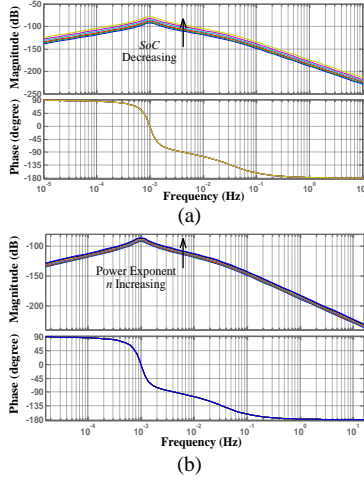 -50
-100
-150
-200
-250
Magnitude (dB)
SoC
Decreasing
90
45
0
-45
-90
-135
-180
Phase (degree)
10^-5 10^-4 10^-3 10^-2 10^-1 10^0 10^1
Frequency (Hz)
(a)
-100
-150
-200
Magnitude (dB)
Power Exponent
n Increasing
90
45
0
-45
-90
-135
-180
Phase (degree)
10^-4 10^-3 10^-2 10^-1 10^0 10^1
Frequency (Hz)
(b)